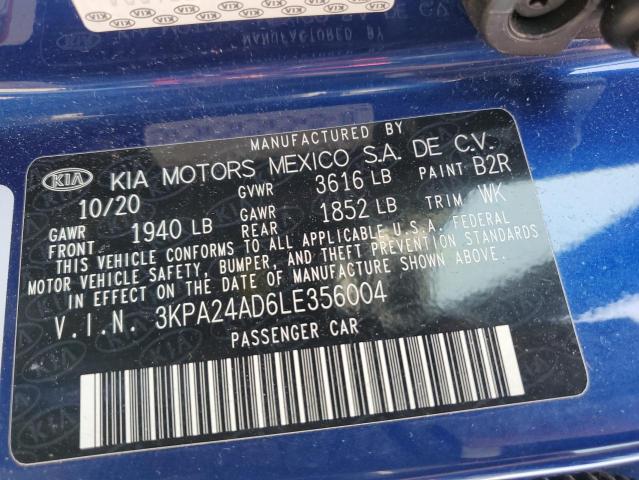 MANUFACTURED BY
KIA KIA MOTORS MEXICO S.A. DE C.V.
10/20 GVWR 3616 LB PAINT B2R
GAWR FRONT 1940 LB GAWR REAR 1852 LB TRIM WK
THIS VEHICLE CONFORMS TO ALL APPLICABLE U.S.A. FEDERAL
MOTOR VEHICLE SAFETY, BUMPER, AND THEFT PREVENTION STANDARDS
IN EFFECT ON THE DATE OF MANUFACTURE SHOWN ABOVE.
V.I.N. 3KPA24AD6LE356004
PASSENGER CAR